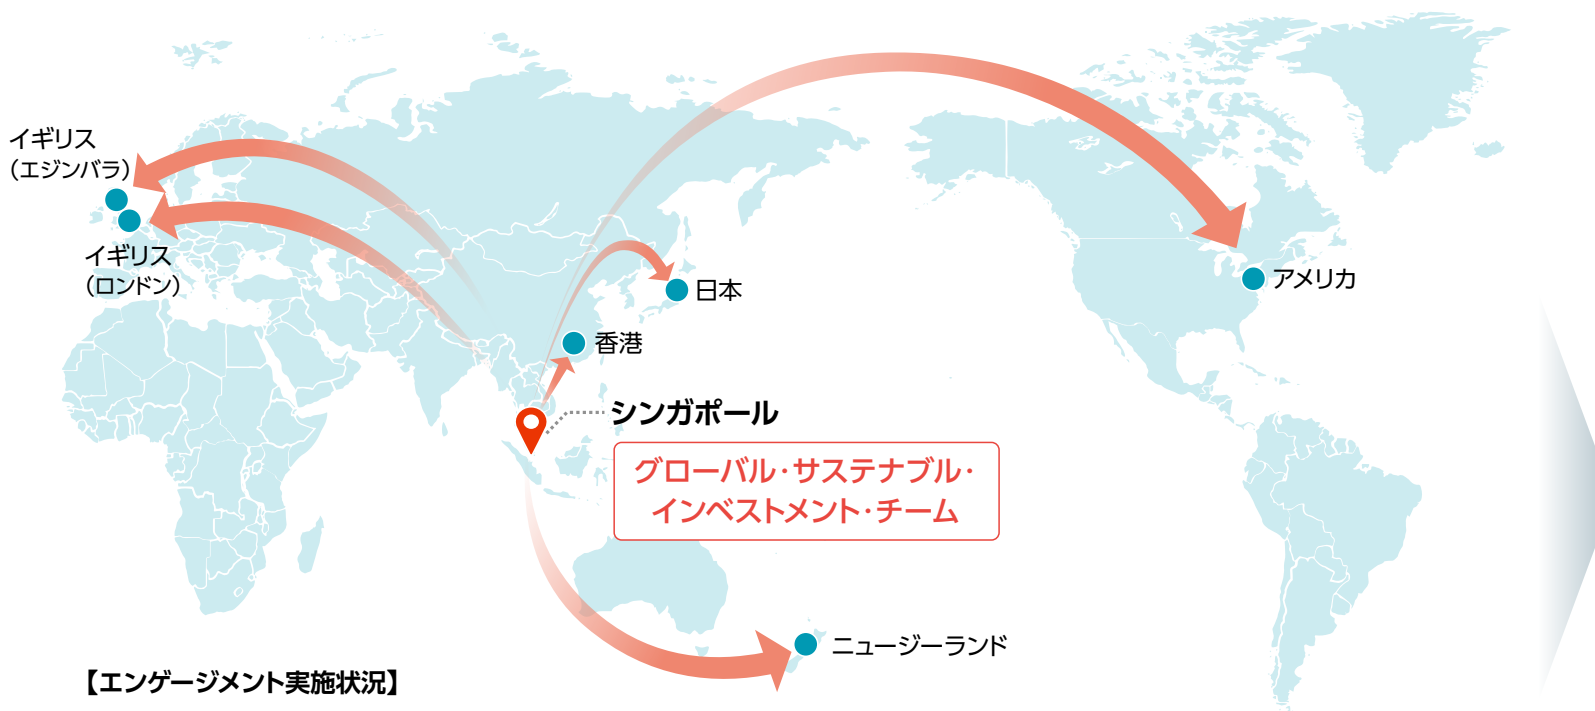 イギリス
（エジンバラ）
イギリス
（ロンドン）
日本
アメリカ
香港
シンガポール
グローバル・サステナブル・
インベストメント・チーム
ニュージーランド
【エンゲージメント実施状況】